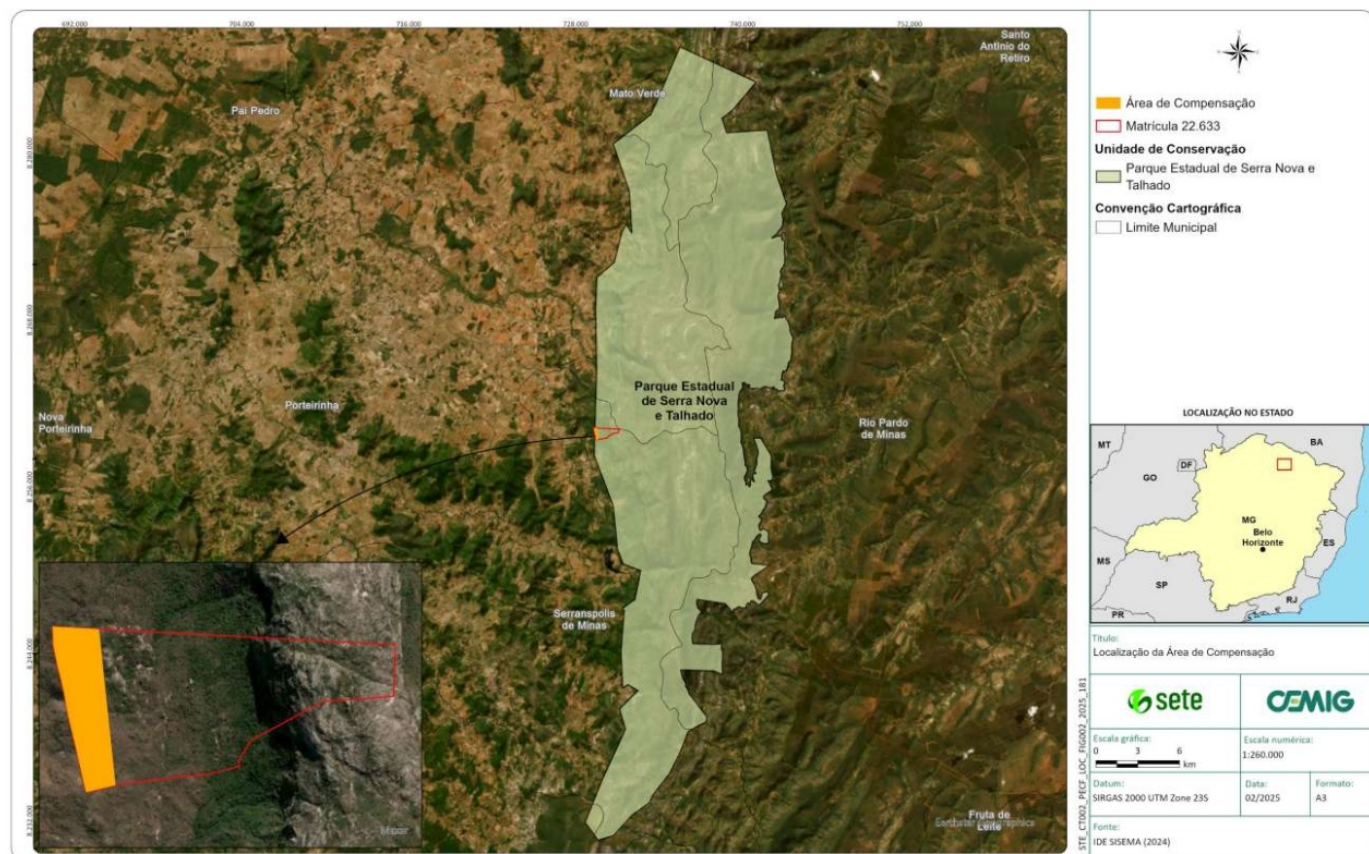 692.000
704.000
716.000
728.000
740.000
752.000
8.280.000
8.268.000
8.256.000
8.244.000
8.232.000
Santo
Antinio do
Retiro
Mato Verde
Pai Pedro
Parque Estadual
de Serra Nova
e Talhado
Porteirinha
Nova
Porteirinha
Rio Pardo
de Minas
Serranspolis
de Minas
Fruta de
Leite
Earthstar Geographics
Maxar
Área de Compensação
Matrícula 22.633
Unidade de Conservação
Parque Estadual de Serra Nova e
Talhado
Convenção Cartográfica
Limite Municipal
LOCALIZAÇÃO NO ESTADO
MT
BA
DF
GO
MG
Belo
Horizonte
ES
MS
SP
RJ
PR
Título:
Localização da Área de Compensação
sete
CEMIG
Escala gráfica:
0 3 6
km
Escala numérica:
1:260.000
Datum:
SIRGAS 2000 UTM Zone 23S
Data:
02/2025
Formato:
A3
Fonte:
IDE SISEMA (2024)
STE_CT002_PECF_LOC_FIG002_2025_181